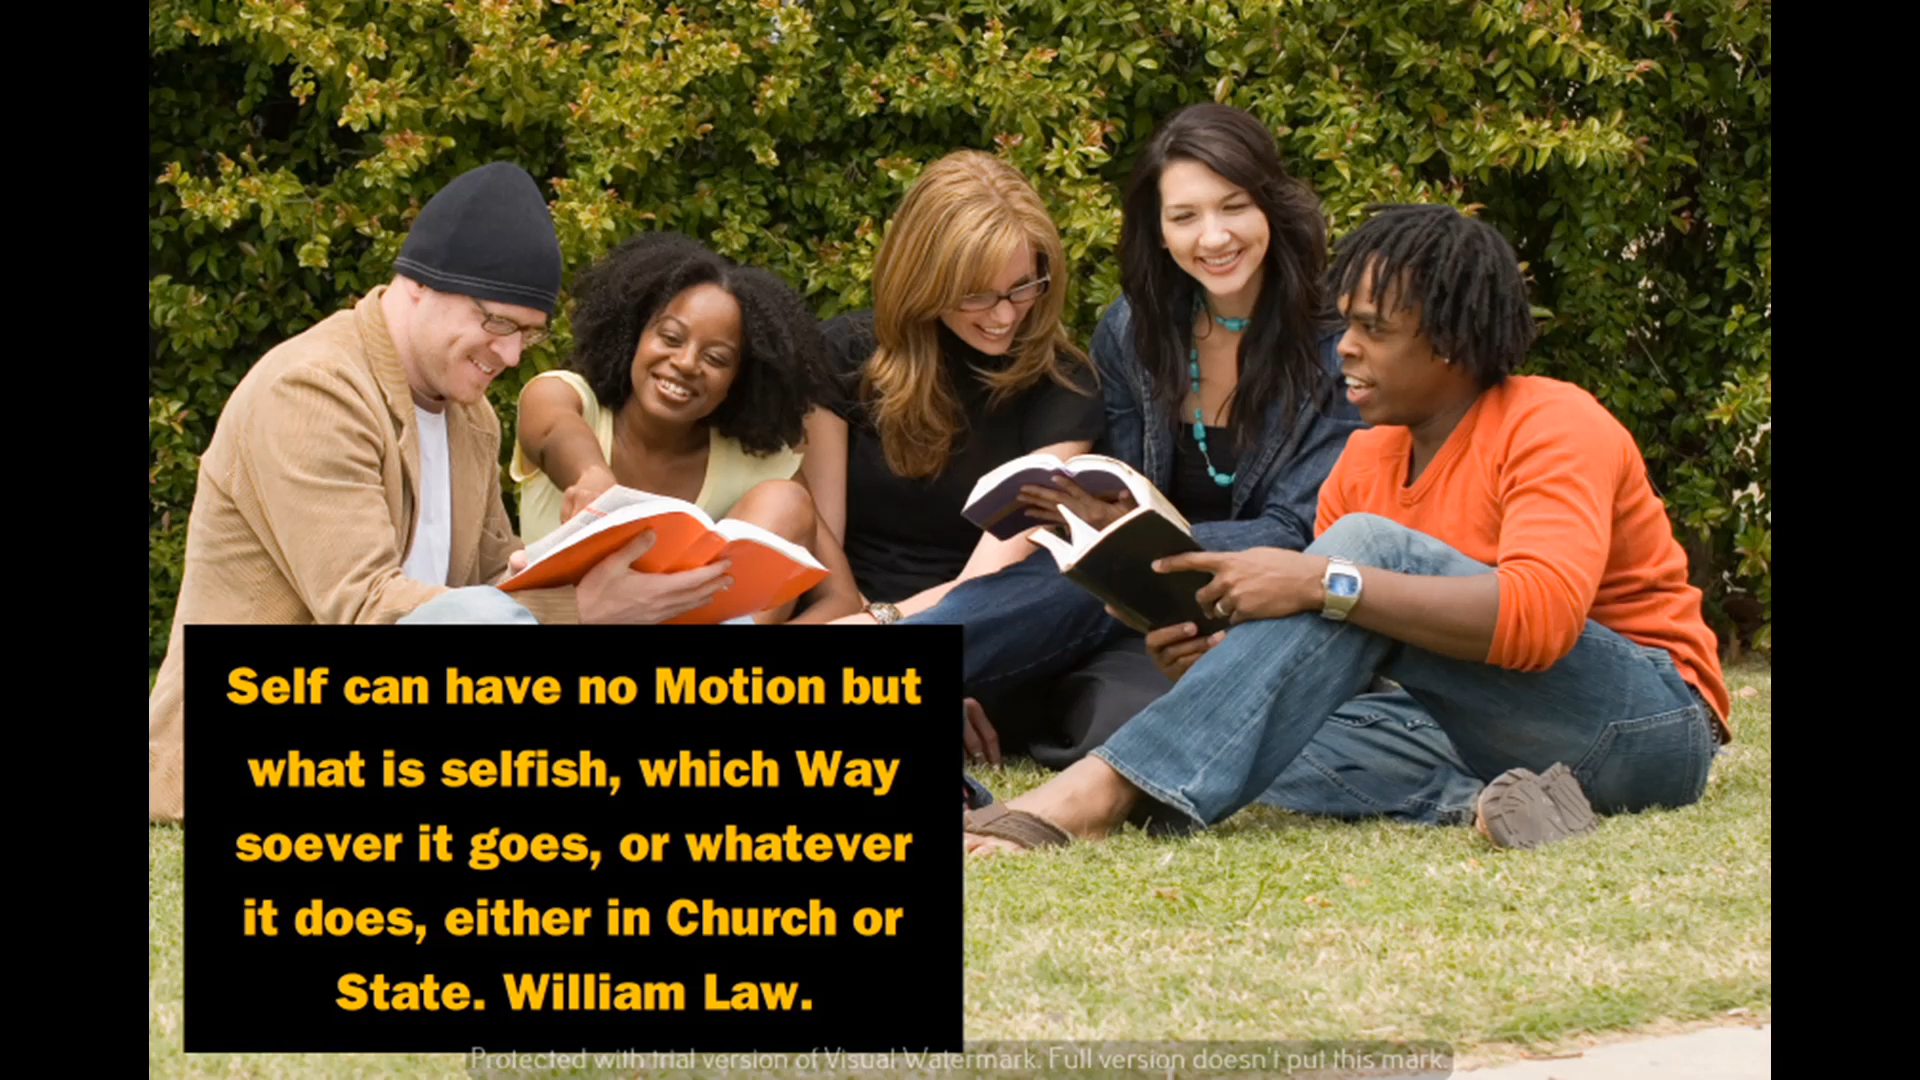 Self can have no Motion but
what is selfish, which Way
soever it goes, or whatever
it does, either in Church or
State. William Law.
Protected with trial version of Visual Watermark. Full version doesn't put this mark.